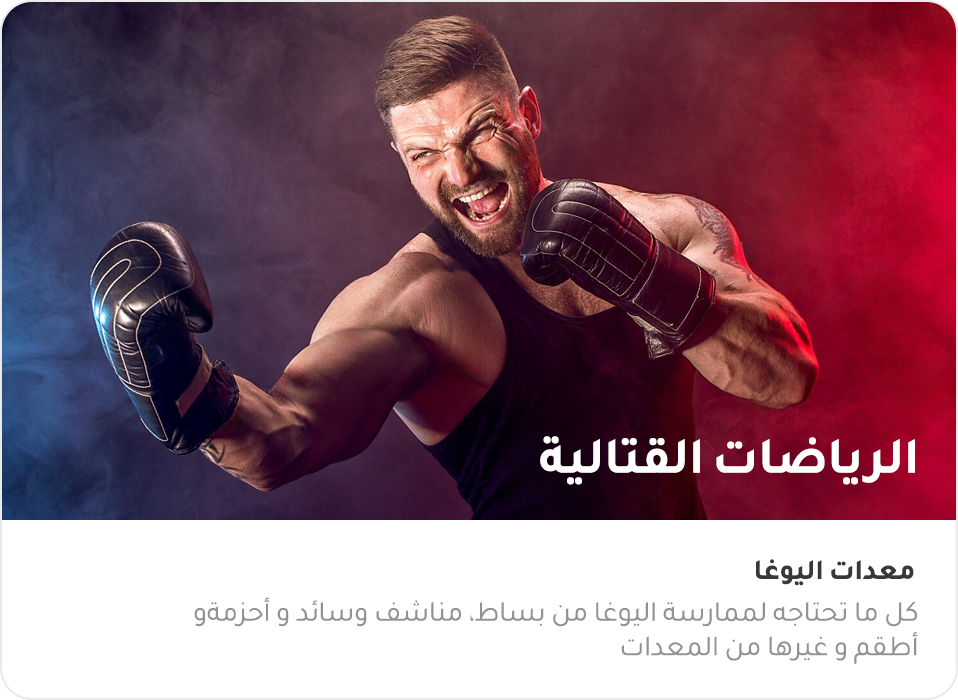 الرياضات القتالية
معدات اليوغا
كل ما تحتاجه لممارسة اليوغا من بساط، مناشف وسائد و أحزمةو
أطقم و غيرها من المعدات